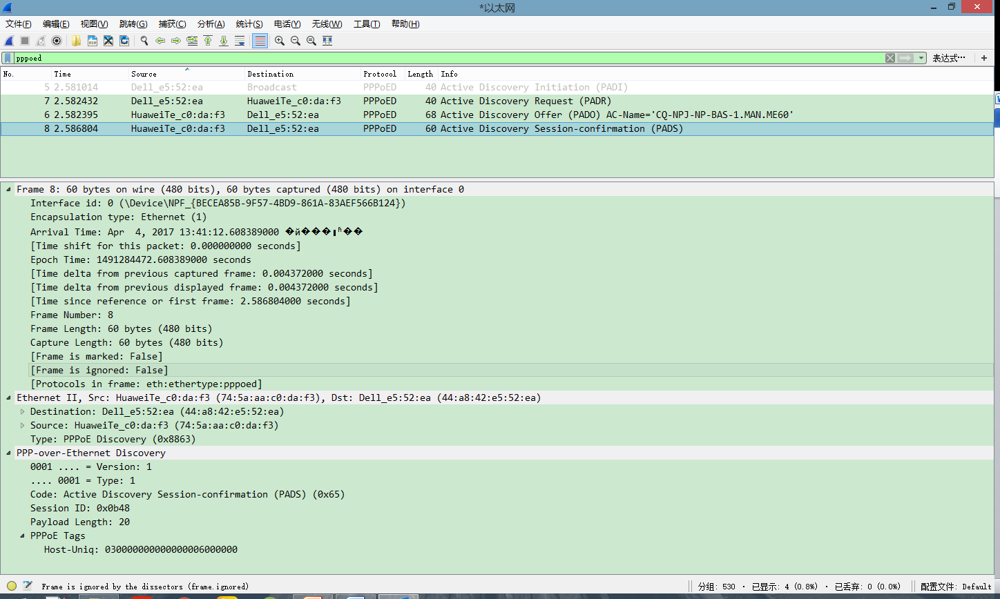 *以太网
文件(F) 编辑(E) 视图(V) 跳转(G) 捕获(C) 分析(A) 统计(S) 电话(Y) 无线(W) 工具(T) 帮助(H)
pppoed 表达式… +
No. Time Source Destination Protocol Length Info
5 2.581014 Dell_e5:52:ea Broadcast PPPoED 40 Active Discovery Initiation (PADI)
7 2.582432 Dell_e5:52:ea HuaweiTe_c0:da:f3 PPPoED 40 Active Discovery Request (PADR)
6 2.582395 HuaweiTe_c0:da:f3 Dell_e5:52:ea PPPoED 68 Active Discovery Offer (PADO) AC-Name='CQ-NPJ-NP-BAS-1.MAN.ME60'
8 2.586804 HuaweiTe_c0:da:f3 Dell_e5:52:ea PPPoED 60 Active Discovery Session-confirmation (PADS)
Frame 8: 60 bytes on wire (480 bits), 60 bytes captured (480 bits) on interface 0
Interface id: 0 (\Device\NPF_{BECEA85B-9F57-4BD9-861A-83AEF566B124})
Encapsulation type: Ethernet (1)
Arrival Time: Apr  4, 2017 13:41:12.608389000
[Time shift for this packet: 0.000000000 seconds]
Epoch Time: 1491284472.608389000 seconds
[Time delta from previous captured frame: 0.004372000 seconds]
[Time delta from previous displayed frame: 0.004372000 seconds]
[Time since reference or first frame: 2.586804000 seconds]
Frame Number: 8
Frame Length: 60 bytes (480 bits)
Capture Length: 60 bytes (480 bits)
[Frame is marked: False]
[Frame is ignored: False]
[Protocols in frame: eth:ethertype:pppoed]
Ethernet II, Src: HuaweiTe_c0:da:f3 (74:5a:aa:c0:da:f3), Dst: Dell_e5:52:ea (44:a8:42:e5:52:ea)
Destination: Dell_e5:52:ea (44:a8:42:e5:52:ea)
Source: HuaweiTe_c0:da:f3 (74:5a:aa:c0:da:f3)
Type: PPPoE Discovery (0x8863)
PPP-over-Ethernet Discovery
0001 .... = Version: 1
.... 0001 = Type: 1
Code: Active Discovery Session-confirmation (PADS) (0x65)
Session ID: 0x0b48
Payload Length: 20
PPPoE Tags
Host-Uniq: 030000000000000006000000
Frame is ignored by the dissectors (frame.ignored) 分组: 530 · 已显示: 4 (0.8%) · 已丢弃: 0 (0.0%) 配置文件: Default